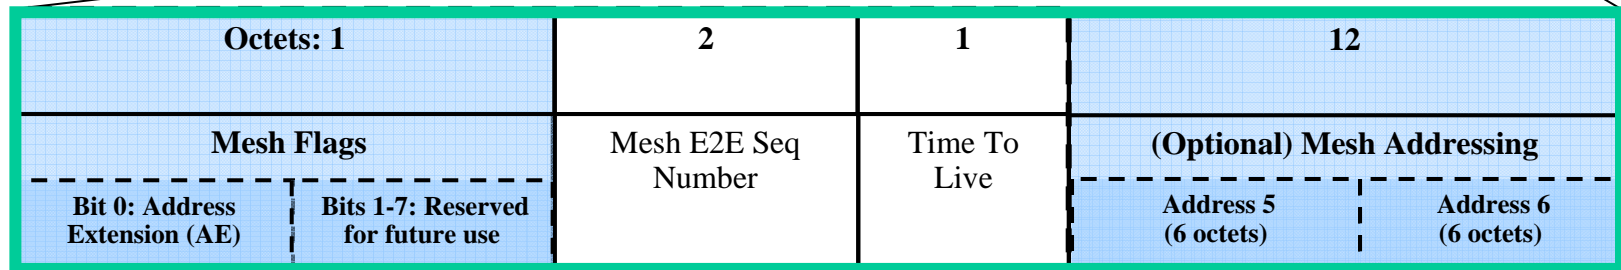 Octets: 1 2 1 12
Mesh Flags
Mesh E2E Seq
Number
Time To
Live
(Optional) Mesh Addressing
Bit 0: Address
Extension (AE)
Bits 1-7: Reserved
for future use
Address 5
(6 octets)
Address 6
(6 octets)